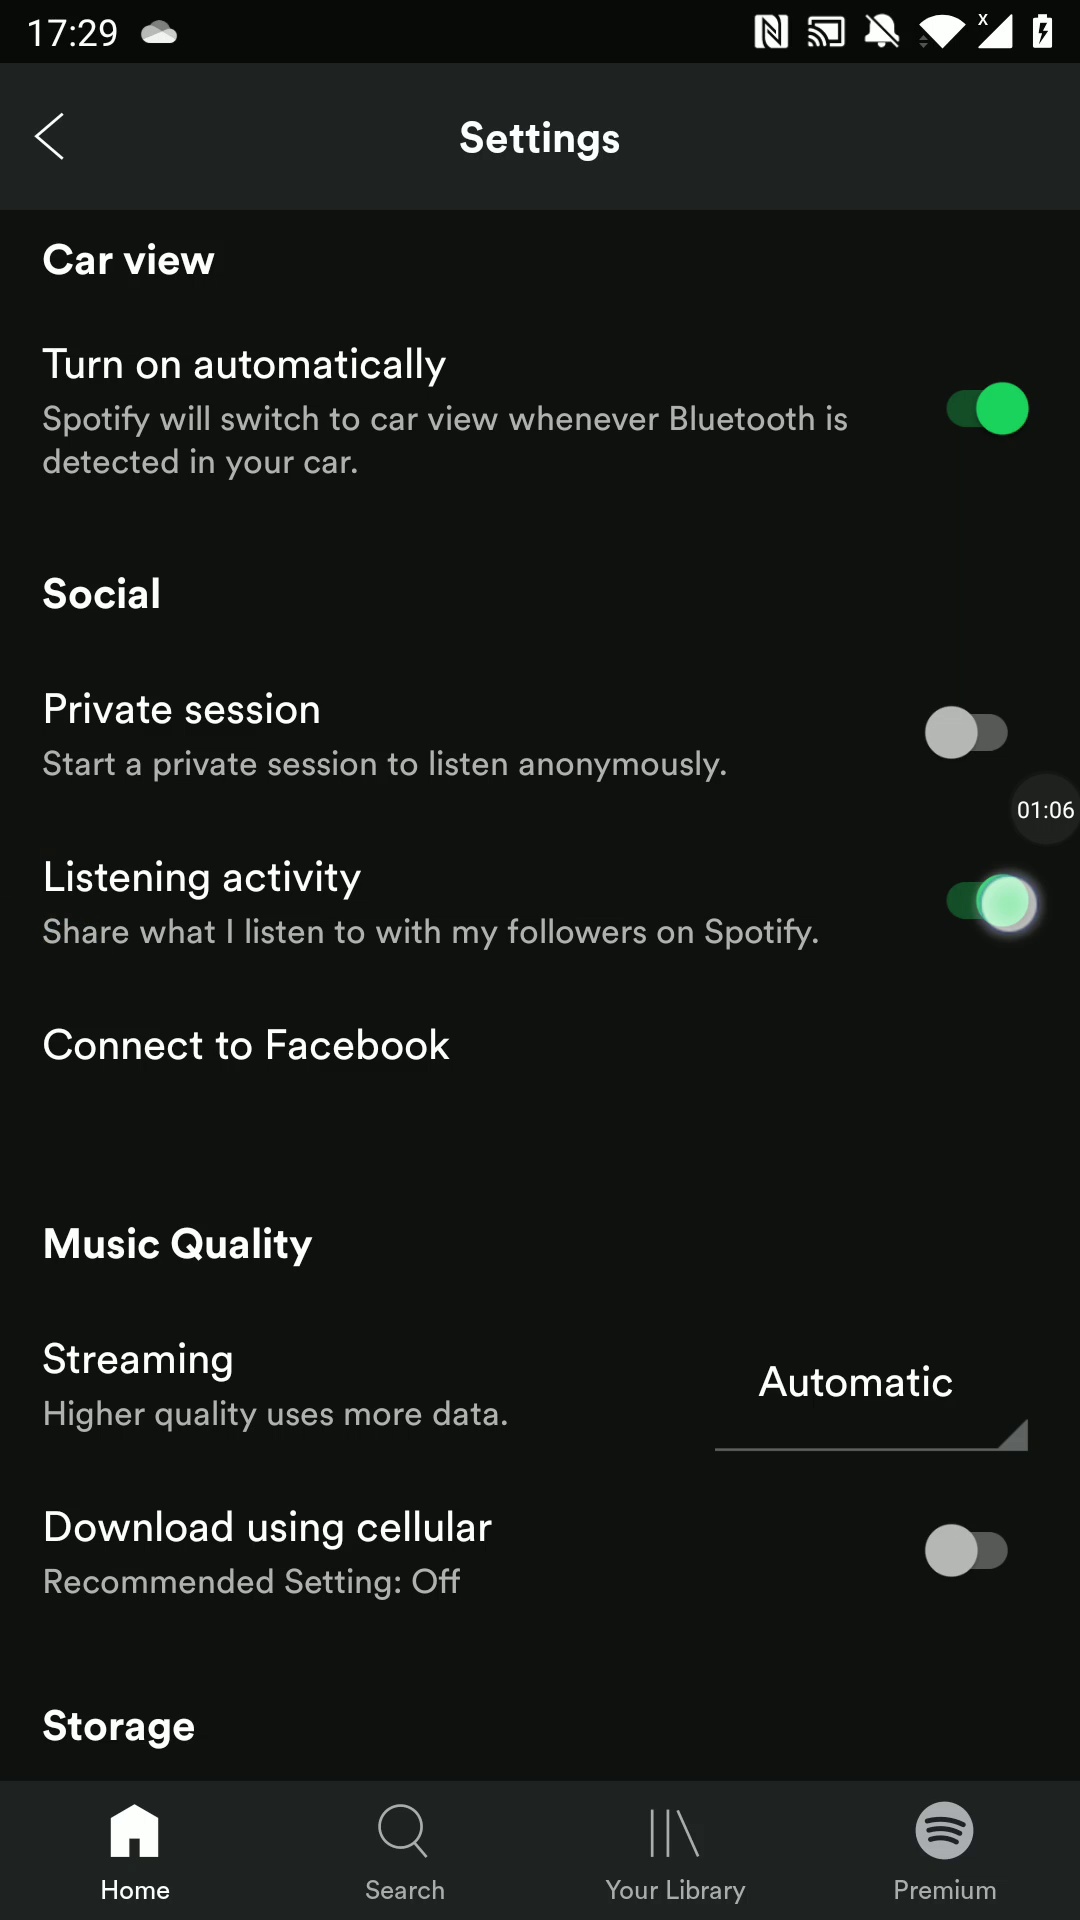 17:29
x
Settings
Car view
Turn on automatically
Spotify will switch to car view whenever Bluetooth is
detected in your car.
Social
Private session
Start a private session to listen anonymously.
01:06
Listening activity
Share what I listen to with my followers on Spotify.
Connect to Facebook
Music Quality
Streaming
Automatic
Higher quality uses more data.
Download using cellular
Recommended Setting: Off
Storage
Home
Search
Your Library
Premium